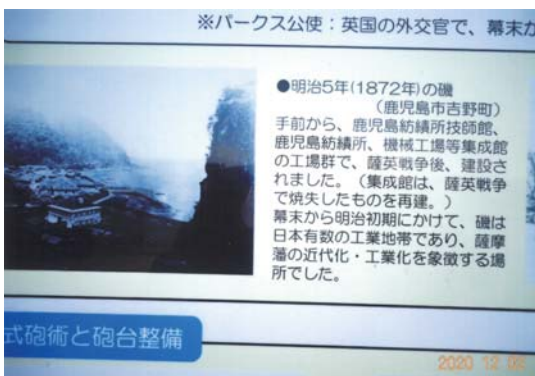 ※パークス公使：英国の外交官で、幕末か
●明治5年(1872年)の磯
（鹿児島市吉野町）
手前から、鹿児島紡績所技師館、
鹿児島紡績所、機械工場等集成館
の工場群で、薩英戦争後、建設さ
れました。（集成館は、薩英戦争
で焼失したものを再建。）
幕末から明治初期にかけて、磯は
日本有数の工業地帯であり、薩摩
藩の近代化・工業化を象徴する場
所でした。
式砲術と砲台整備
2020 12 02